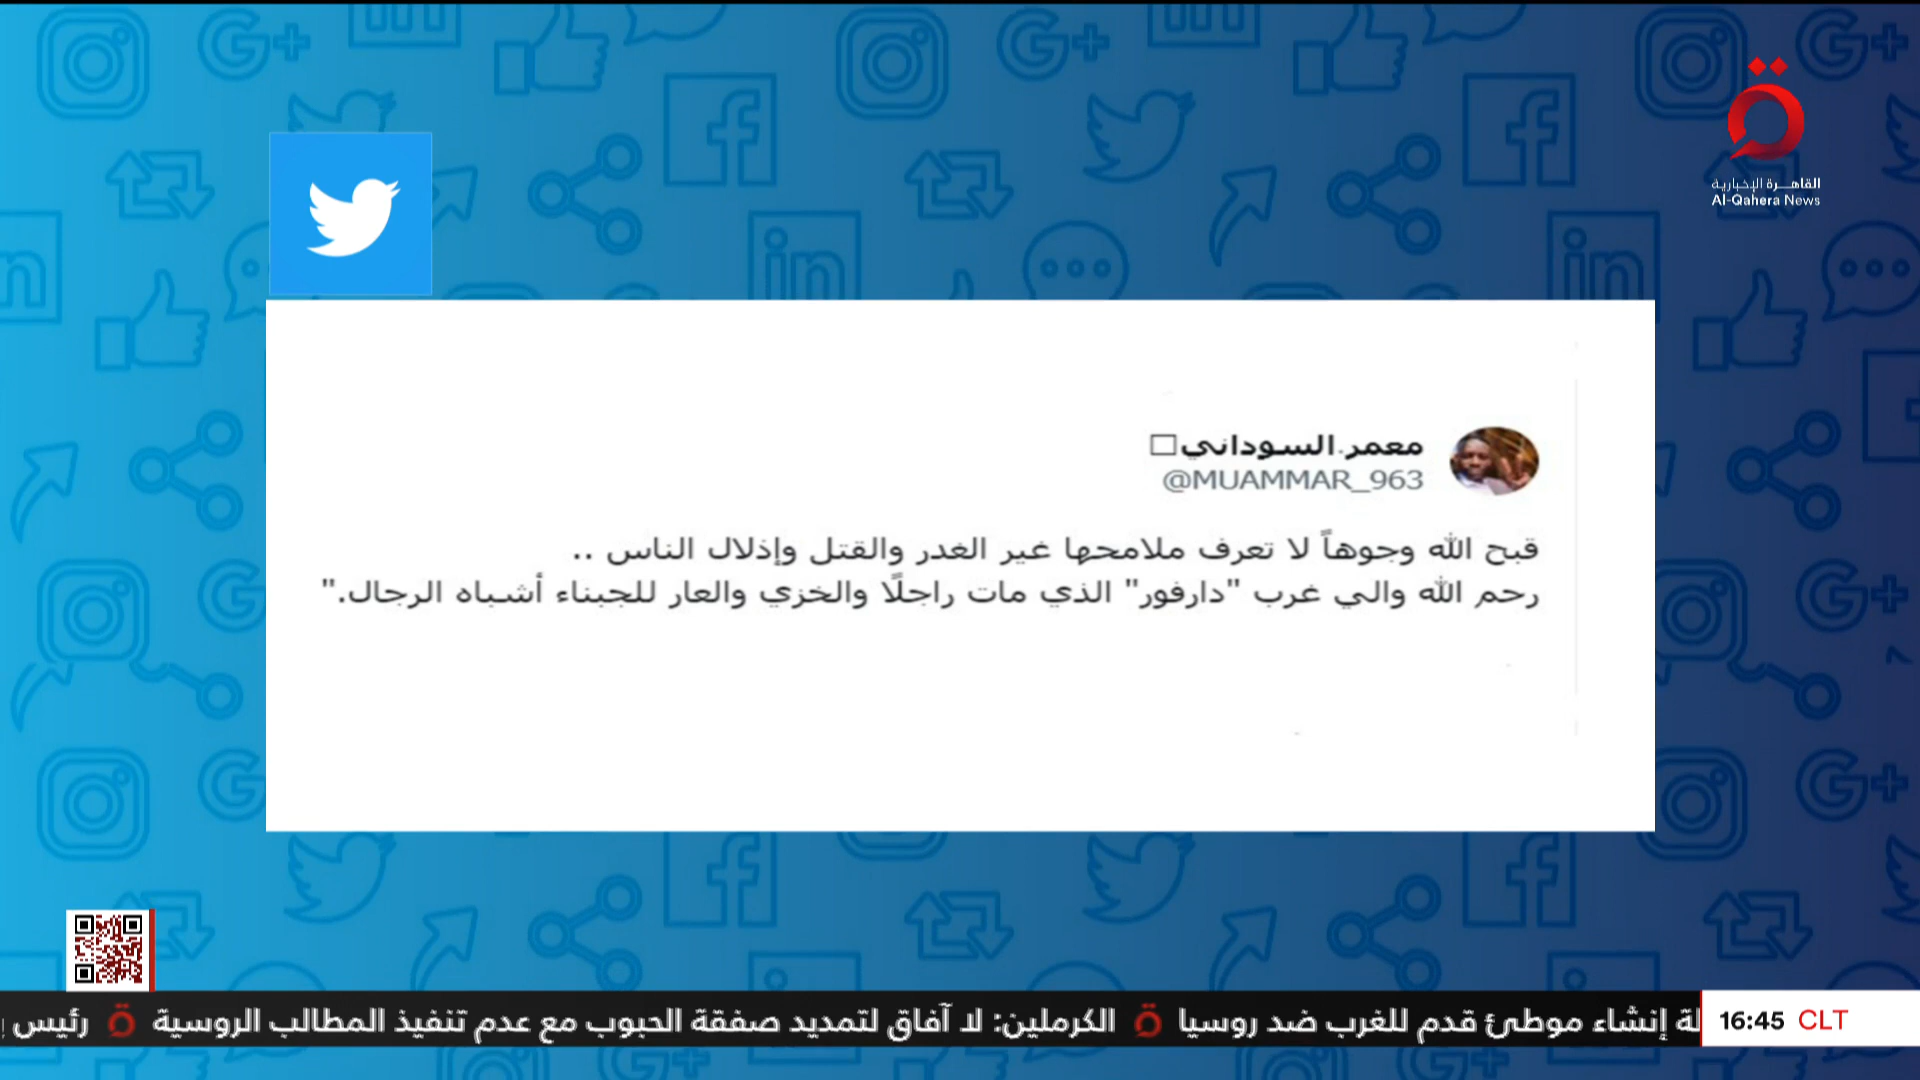 القاهرة الإخبارية
Al-Qahera News
معمر السوداني
@MUAMMAR_963
قبح الله وجوهاً لا تعرف ملامحها غير الغدر والقتل وإذلال الناس ..
رحم الله والي غرب "دارفور" الذي مات راجلًا والخزي والعار للجبناء أشباه الرجال."
إنشاء موطئ قدم للغرب ضد روسيا
الكرملين: لا آفاق لتمديد صفقة الحبوب مع عدم تنفيذ المطالب الروسية
رئيس
16:45 CLT